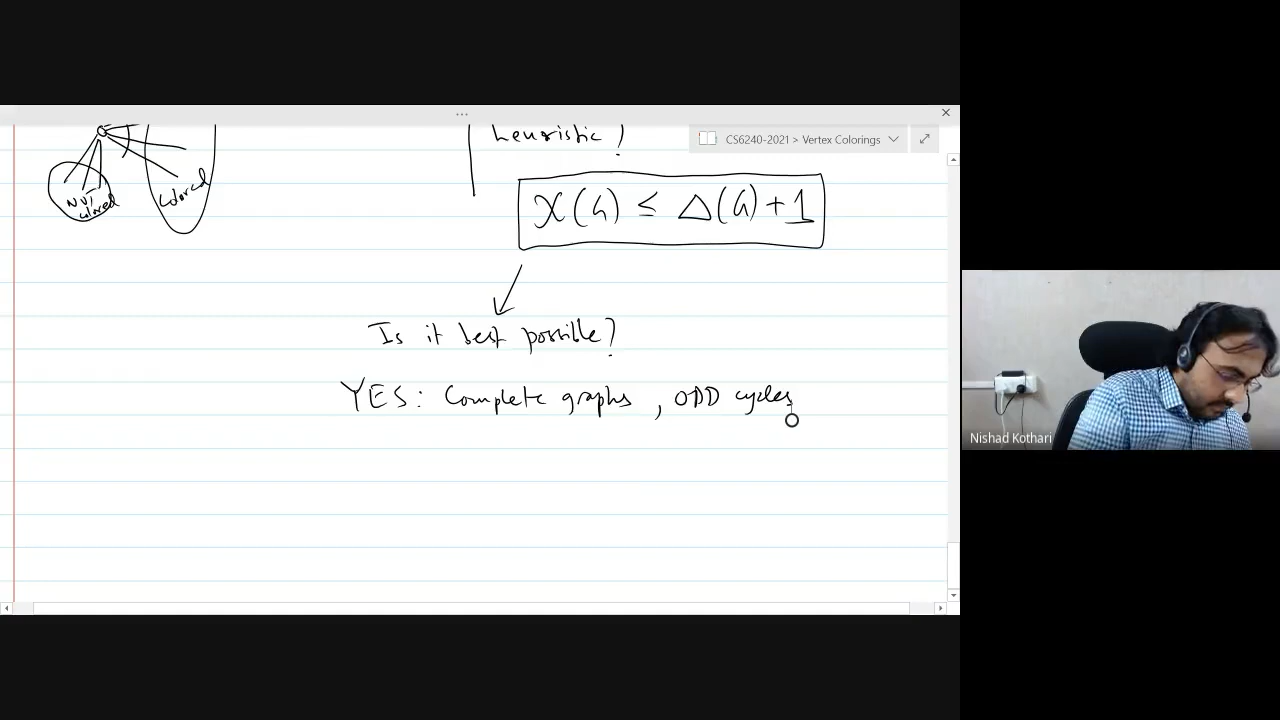 heuristic?
CS6240-2021 > Vertex Colorings
Not colored
colored
χ(G) ≤ Δ(G) + 1
Is it best possible?
YES: Complete graphs, ODD cycles
Nishad Kothari